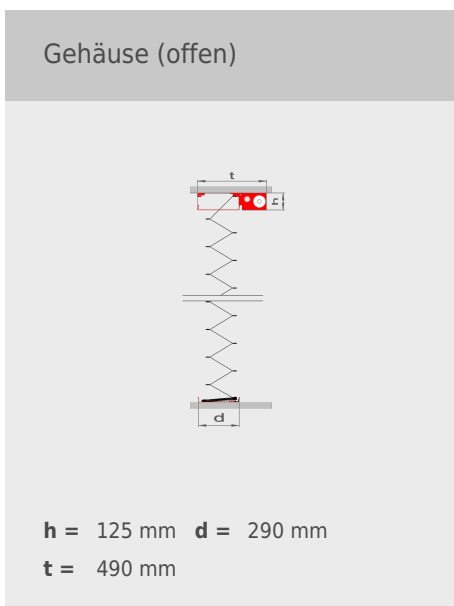 Gehäuse (offen)
t
h
d
h = 125 mm d = 290 mm
t = 490 mm